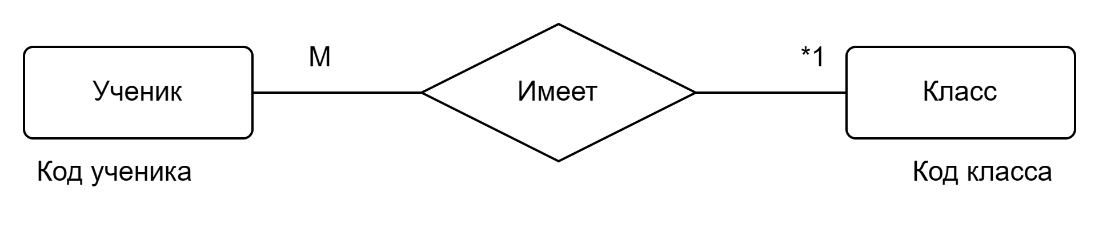 М
*1
Ученик
Имеет
Класс
Код ученика
Код класса